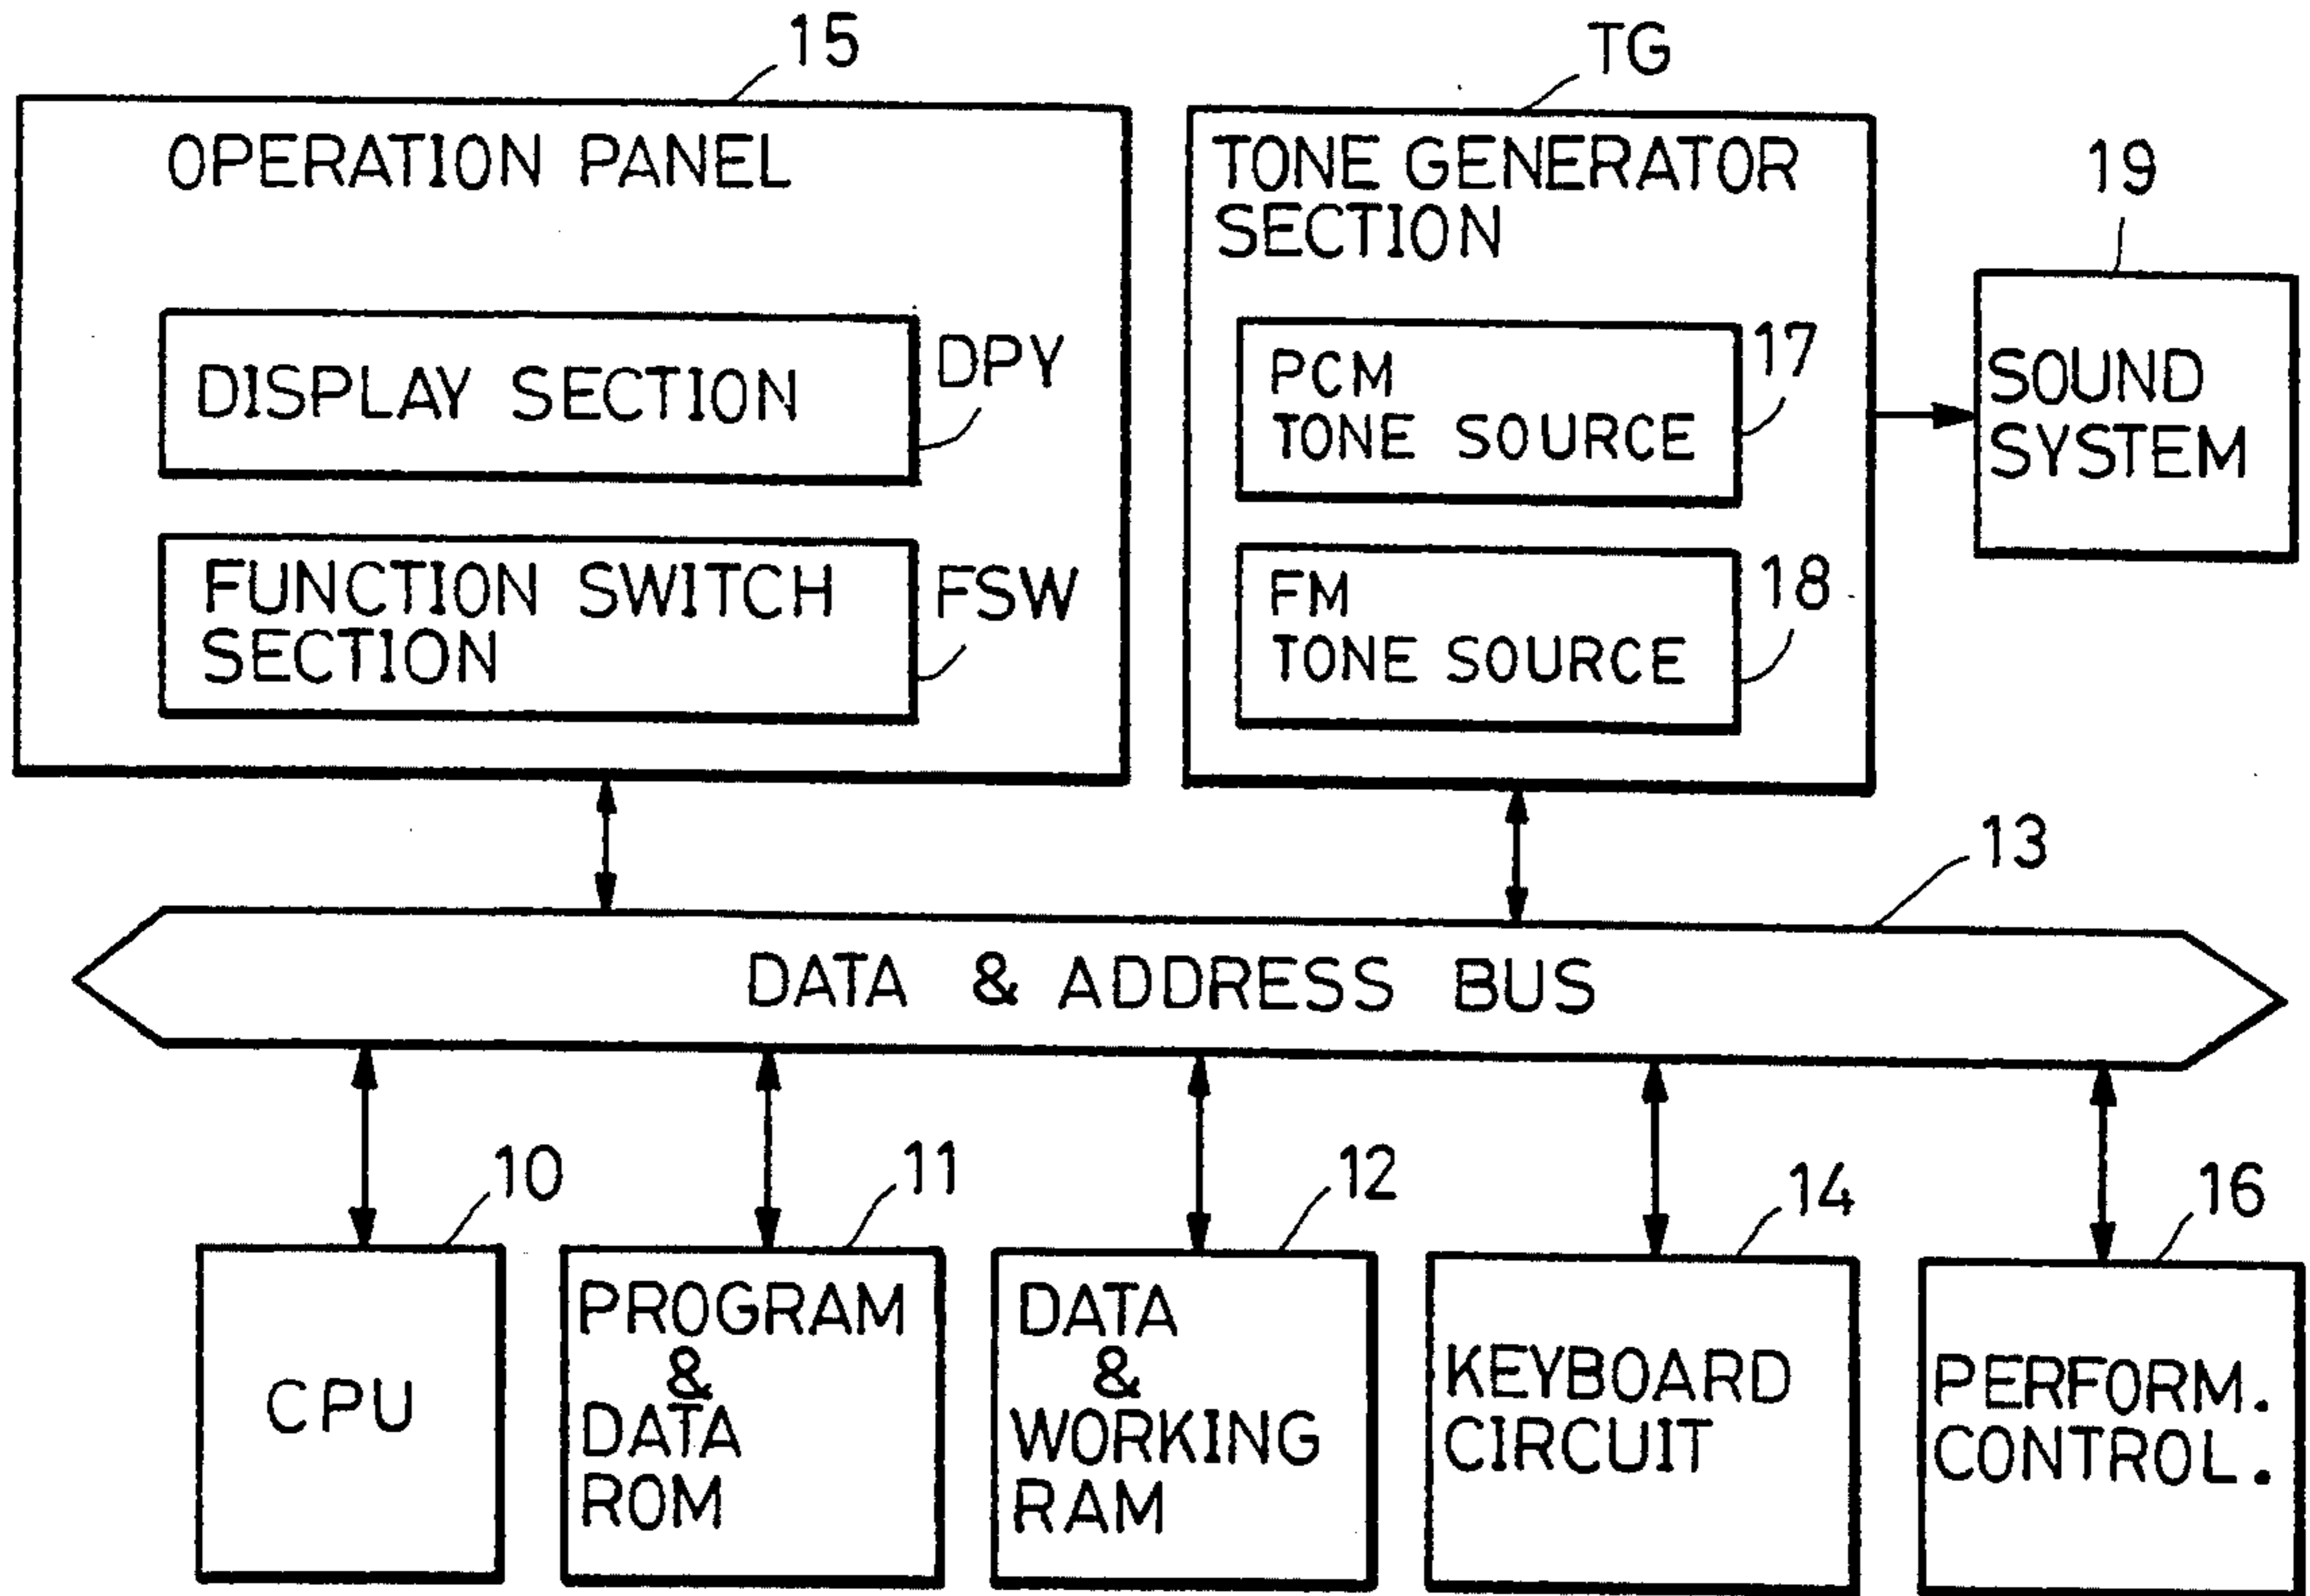 15
TG
OPERATION PANEL
TONE GENERATOR
SECTION
19
DISPLAY SECTION
DPY
PCM
TONE SOURCE
17
SOUND
SYSTEM
FUNCTION SWITCH
SECTION
FSW
FM
TONE SOURCE
18
13
DATA & ADDRESS BUS
10
11
12
14
16
CPU
PROGRAM
&
DATA
ROM
DATA
&
WORKING
RAM
KEYBOARD
CIRCUIT
PERFORM.
CONTROL.